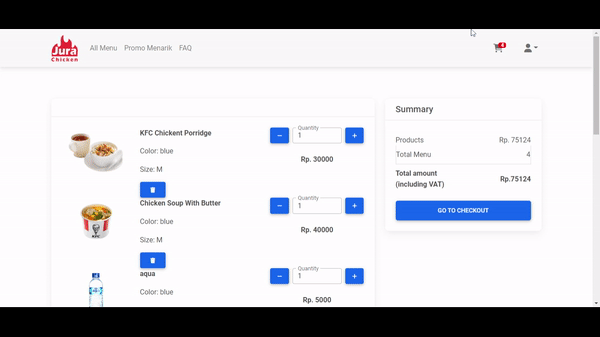 Jura
Chicken
All Menu
Promo Menarik
FAQ
4
KFC Chickent Porridge
Color: blue
Size: M
Quantity
1
Rp. 30000
Chicken Soup With Butter
Color: blue
Size: M
Quantity
1
Rp. 40000
KFC
aqua
Color: blue
Quantity
1
Rp. 5000
Summary
Products Rp. 75124
Total Menu 4
Total amount
(including VAT) Rp.75124
GO TO CHECKOUT